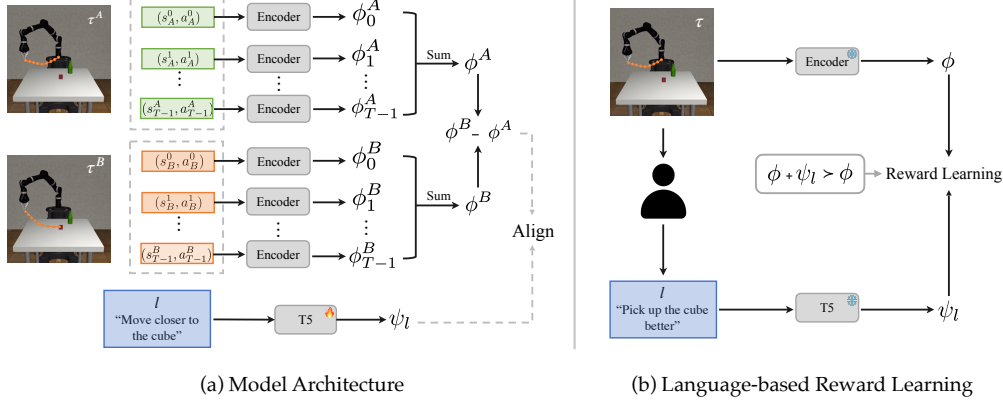 τ^A
(s_A^0, a_A^0)
Encoder
ϕ_0^A
(s_A^1, a_A^1)
Encoder
ϕ_1^A
⋮
⋮
(s_{T-1}^A, a_{T-1}^A)
Encoder
ϕ_{T-1}^A
Sum
ϕ^A
ϕ^B - ϕ^A
τ^B
(s_B^0, a_B^0)
Encoder
ϕ_0^B
(s_B^1, a_B^1)
Encoder
ϕ_1^B
⋮
⋮
(s_{T-1}^B, a_{T-1}^B)
Encoder
ϕ_{T-1}^B
Sum
ϕ^B
Align
l
“Move closer to
the cube”
T5
ψ_l
(a) Model Architecture
τ
Encoder
ϕ
ϕ + ψ_l ≻ ϕ
Reward Learning
l
“Pick up the cube
better”
T5
ψ_l
(b) Language-based Reward Learning